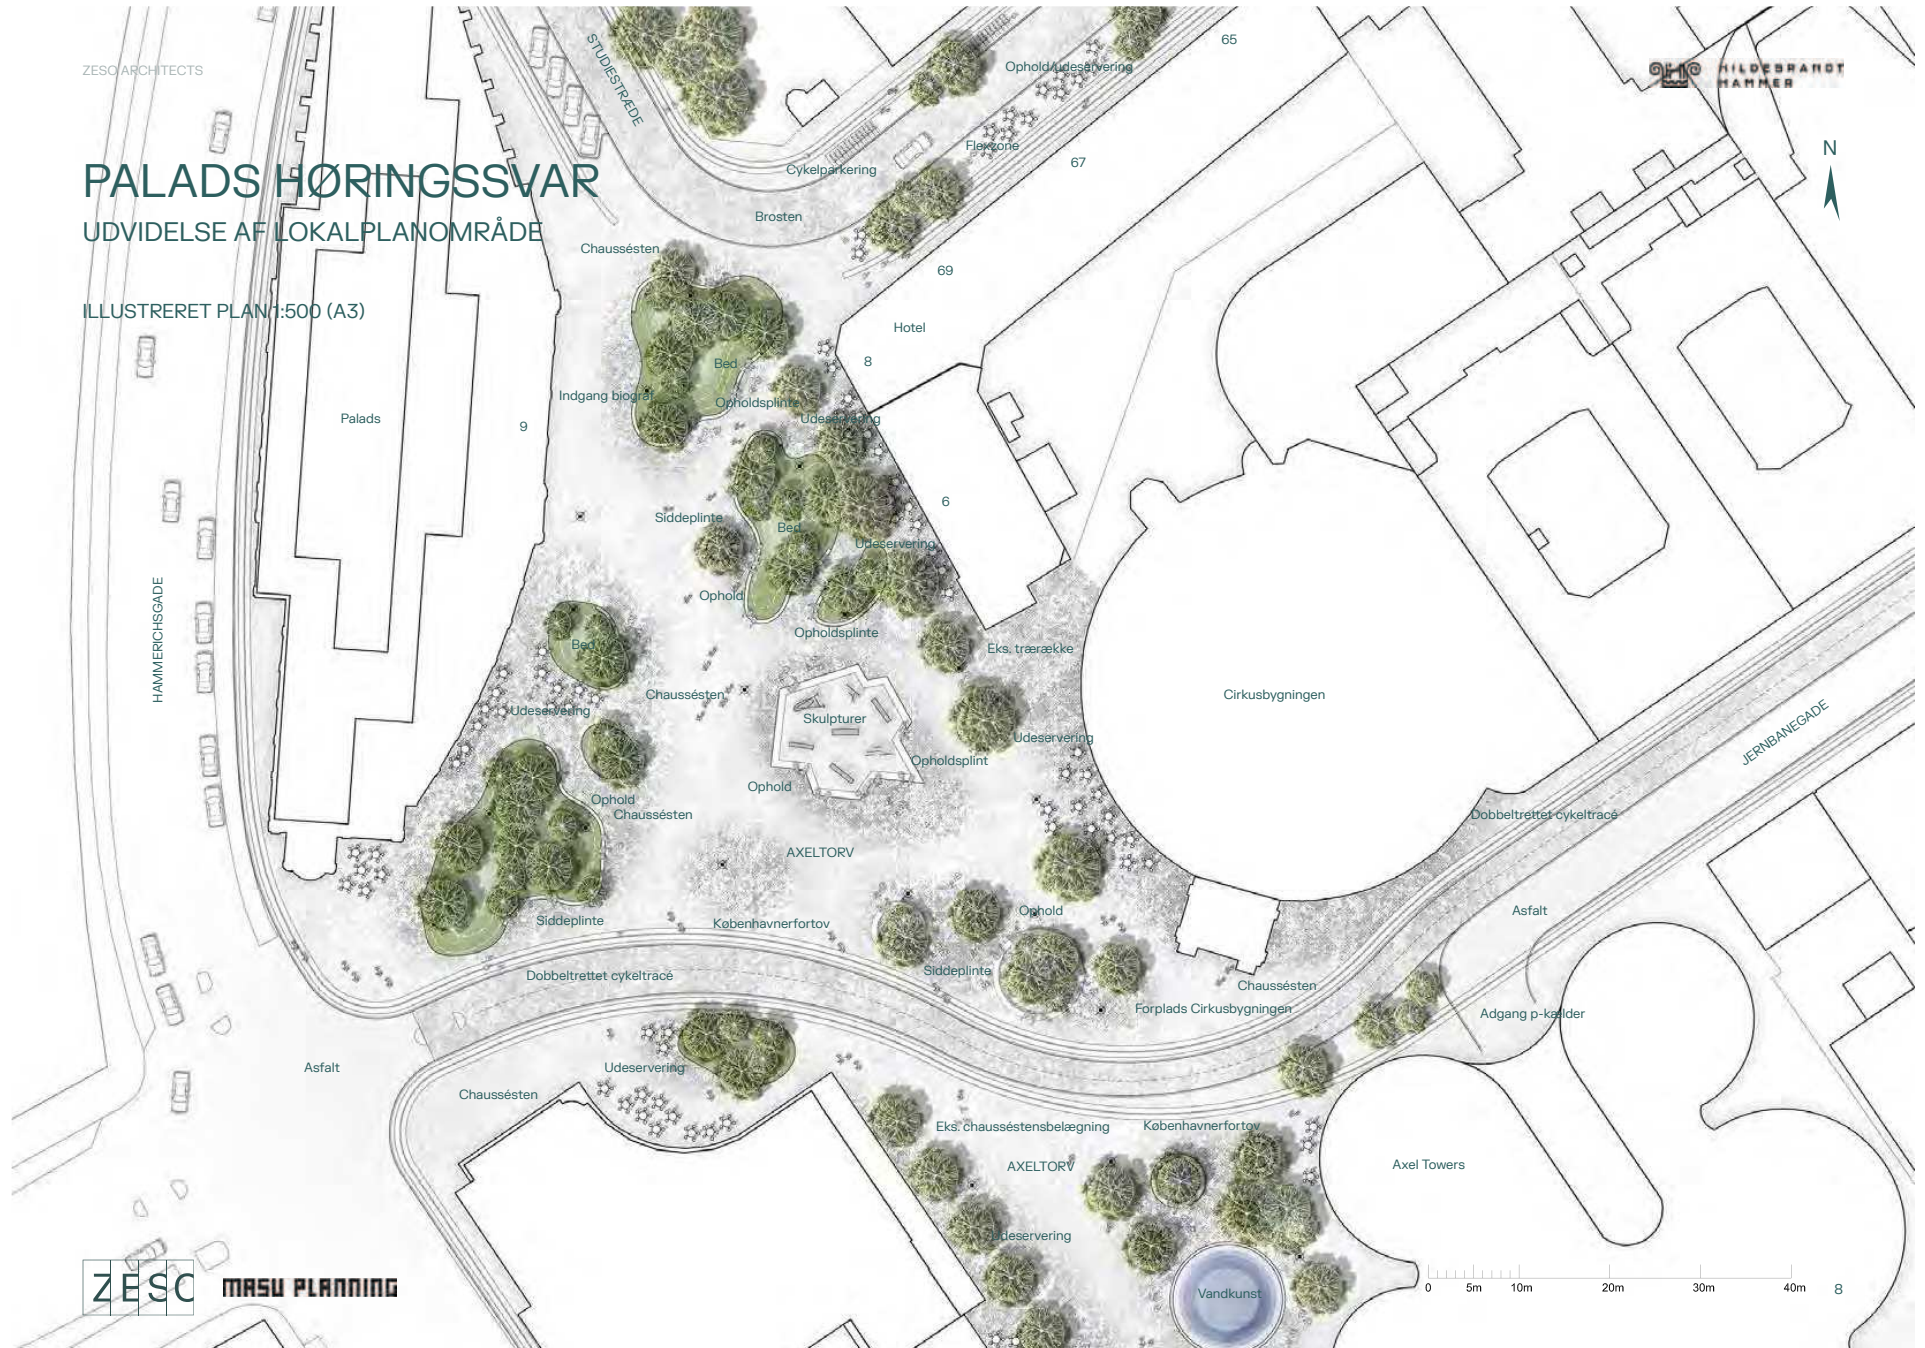 ZESO ARCHITECTS
HILDEBRANDT
HAMMER
PALADS HØRINGSSVAR
UDVIDELSE AF LOKALPLANOMRÅDE
ILLUSTRERET PLAN 1:500 (A3)
N
STUDIESTRÆDE
65
Ophold/udeservering
Flexzone
67
Cykelparkering
Brosten
Chaussésten
69
Hotel
8
Bed
Indgang biograf
Opholdsplinte
Udeservering
Palads
9
6
Siddeplinte
Bed
Udeservering
Ophold
Opholdsplinte
HAMMERICHSGADE
Bed
Eks. trærække
Chaussésten
Cirkusbygningen
Udeservering
Skulpturer
Udeservering
JERNBANEGADE
Opholdsplint
Ophold
Ophold
Chaussésten
Dobbeltrettet cykeltracé
AXELTORV
Siddeplinte
Københavnerfortov
Ophold
Asfalt
Dobbeltrettet cykeltracé
Siddeplinte
Chaussésten
Forplads Cirkusbygningen
Adgang p-kælder
Asfalt
Udeservering
Chaussésten
Eks. chausséstensbelægning
Københavnerfortov
AXELTORV
Axel Towers
Udeservering
Vandkunst
ZESO
MASU PLANNING
0 5m 10m 20m 30m 40m
8